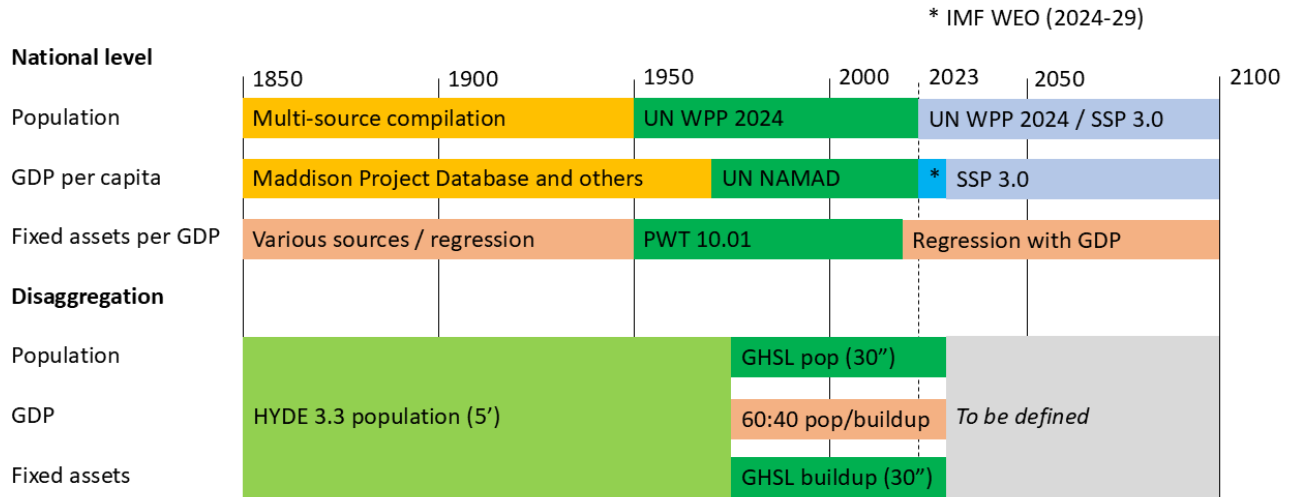 * IMF WEO (2024-29)
National level
1850 1900 1950 2000 2023 2050 2100
Population Multi-source compilation UN WPP 2024 UN WPP 2024 / SSP 3.0
GDP per capita Maddison Project Database and others UN NAMAD * SSP 3.0
Fixed assets per GDP Various sources / regression PWT 10.01 Regression with GDP
Disaggregation
Population GHSL pop (30”)
GDP HYDE 3.3 population (5’) 60:40 pop/buildup To be defined
Fixed assets GHSL buildup (30”)